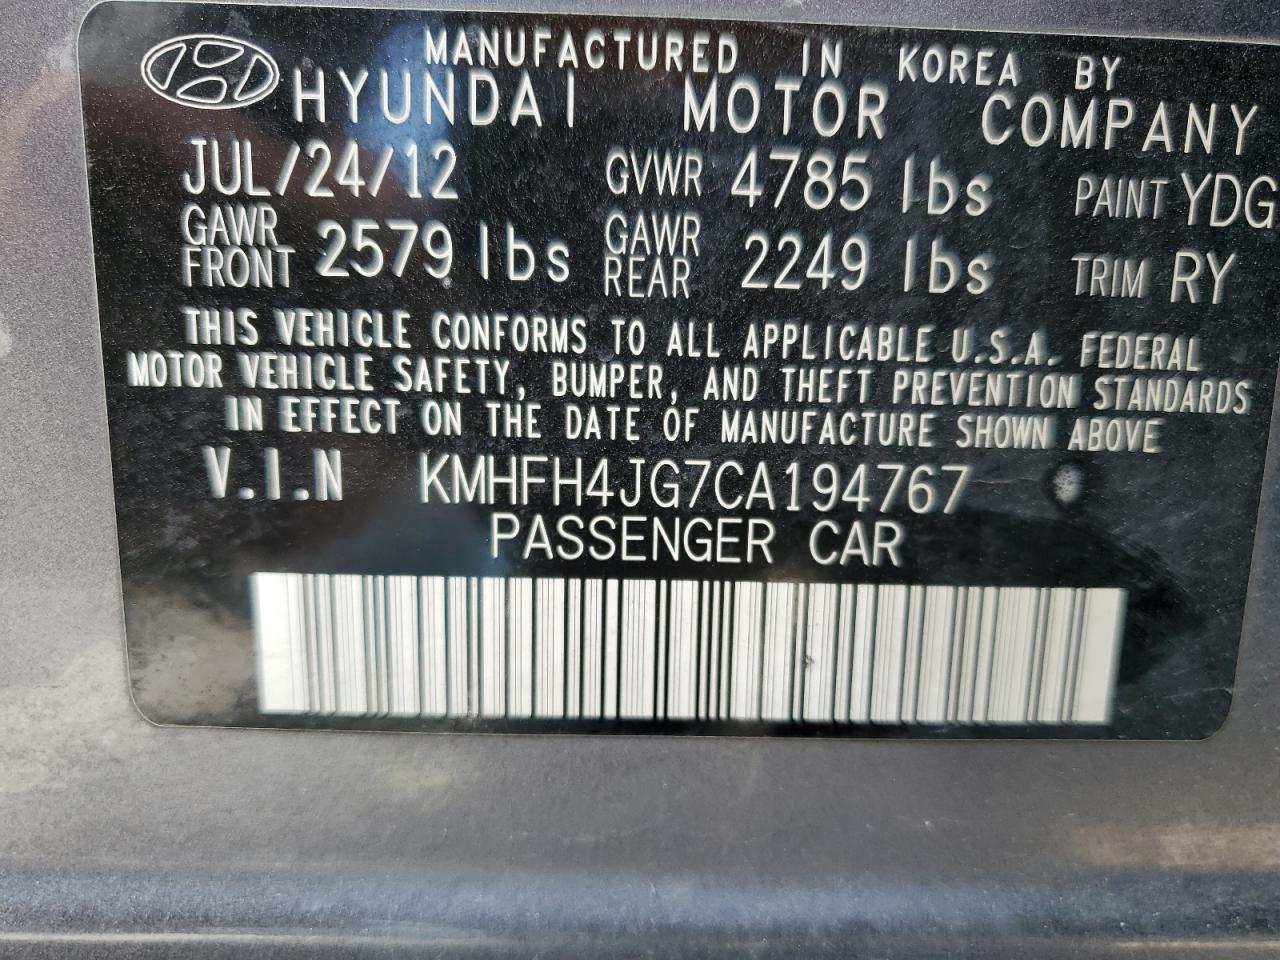 MANUFACTURED IN KOREA BY
HYUNDAI MOTOR COMPANY
JUL/24/12 GVWR 4785 lbs PAINT YDG
GAWR FRONT 2579 lbs GAWR REAR 2249 lbs TRIM RY
THIS VEHICLE CONFORMS TO ALL APPLICABLE U.S.A. FEDERAL
MOTOR VEHICLE SAFETY, BUMPER, AND THEFT PREVENTION STANDARDS
IN EFFECT ON THE DATE OF MANUFACTURE SHOWN ABOVE
V.I.N KMHFH4JG7CA194767
PASSENGER CAR